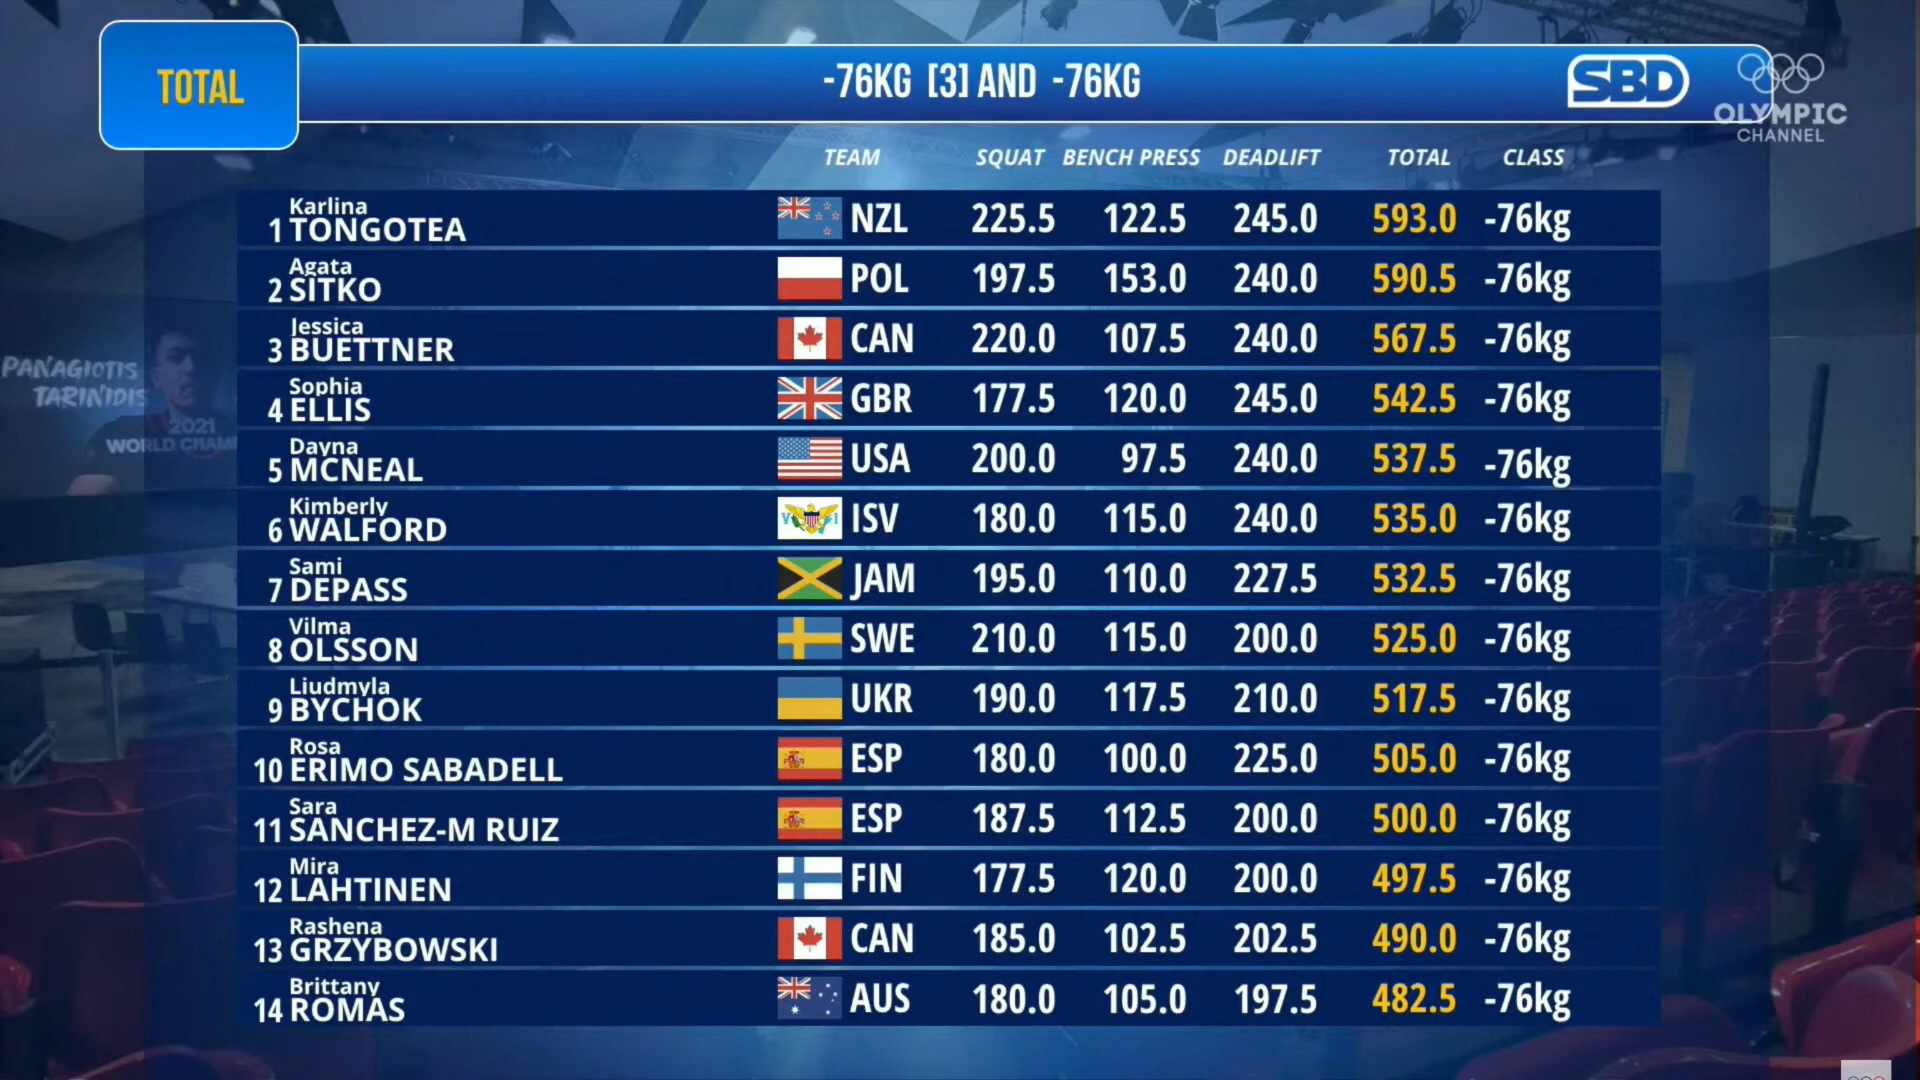 TOTAL
-76KG [3] AND -76KG
SBD
OLYMPIC
CHANNEL
TEAM SQUAT BENCH PRESS DEADLIFT TOTAL CLASS
Karlina
1 TONGOTEA NZL 225.5 122.5 245.0 593.0 -76kg
Agata
2 SITKO POL 197.5 153.0 240.0 590.5 -76kg
Jessica
3 BUETTNER CAN 220.0 107.5 240.0 567.5 -76kg
Sophia
4 ELLIS GBR 177.5 120.0 245.0 542.5 -76kg
Dayna
5 MCNEAL USA 200.0 97.5 240.0 537.5 -76kg
Kimberly
6 WALFORD ISV 180.0 115.0 240.0 535.0 -76kg
Sami
7 DEPASS JAM 195.0 110.0 227.5 532.5 -76kg
Vilma
8 OLSSON SWE 210.0 115.0 200.0 525.0 -76kg
Liudmyla
9 BYCHOK UKR 190.0 117.5 210.0 517.5 -76kg
Rosa
10 ERIMO SABADELL ESP 180.0 100.0 225.0 505.0 -76kg
Sara
11 SANCHEZ-M RUIZ ESP 187.5 112.5 200.0 500.0 -76kg
Mira
12 LAHTINEN FIN 177.5 120.0 200.0 497.5 -76kg
Rashena
13 GRZYBOWSKI CAN 185.0 102.5 202.5 490.0 -76kg
Brittany
14 ROMAS AUS 180.0 105.0 197.5 482.5 -76kg
PANAGIOTIS
TARINIDIS
2021
WORLD CHAM